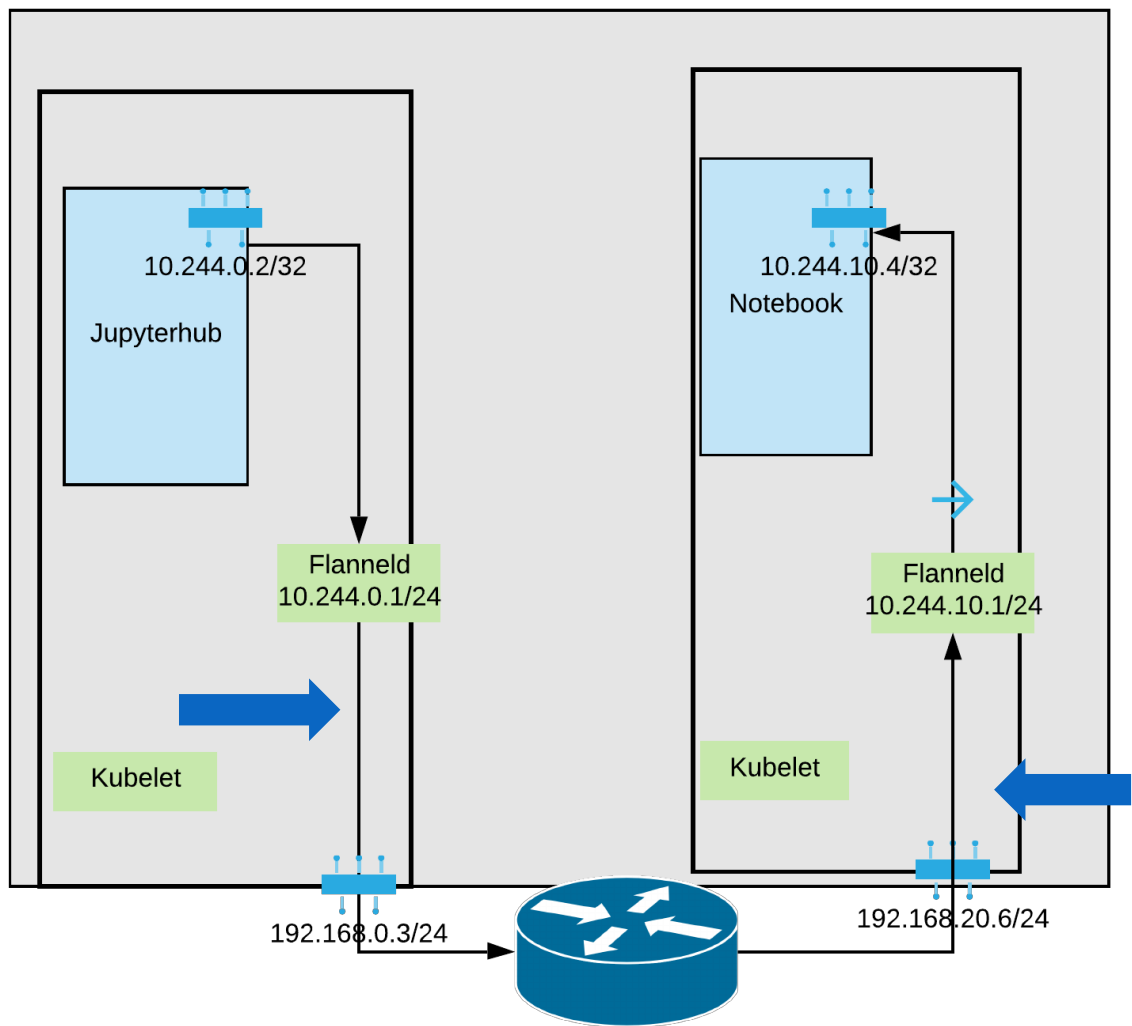 10.244.0.2/32
Jupyterhub
Flanneld
10.244.0.1/24
Kubelet
192.168.0.3/24
10.244.10.4/32
Notebook
Flanneld
10.244.10.1/24
Kubelet
192.168.20.6/24